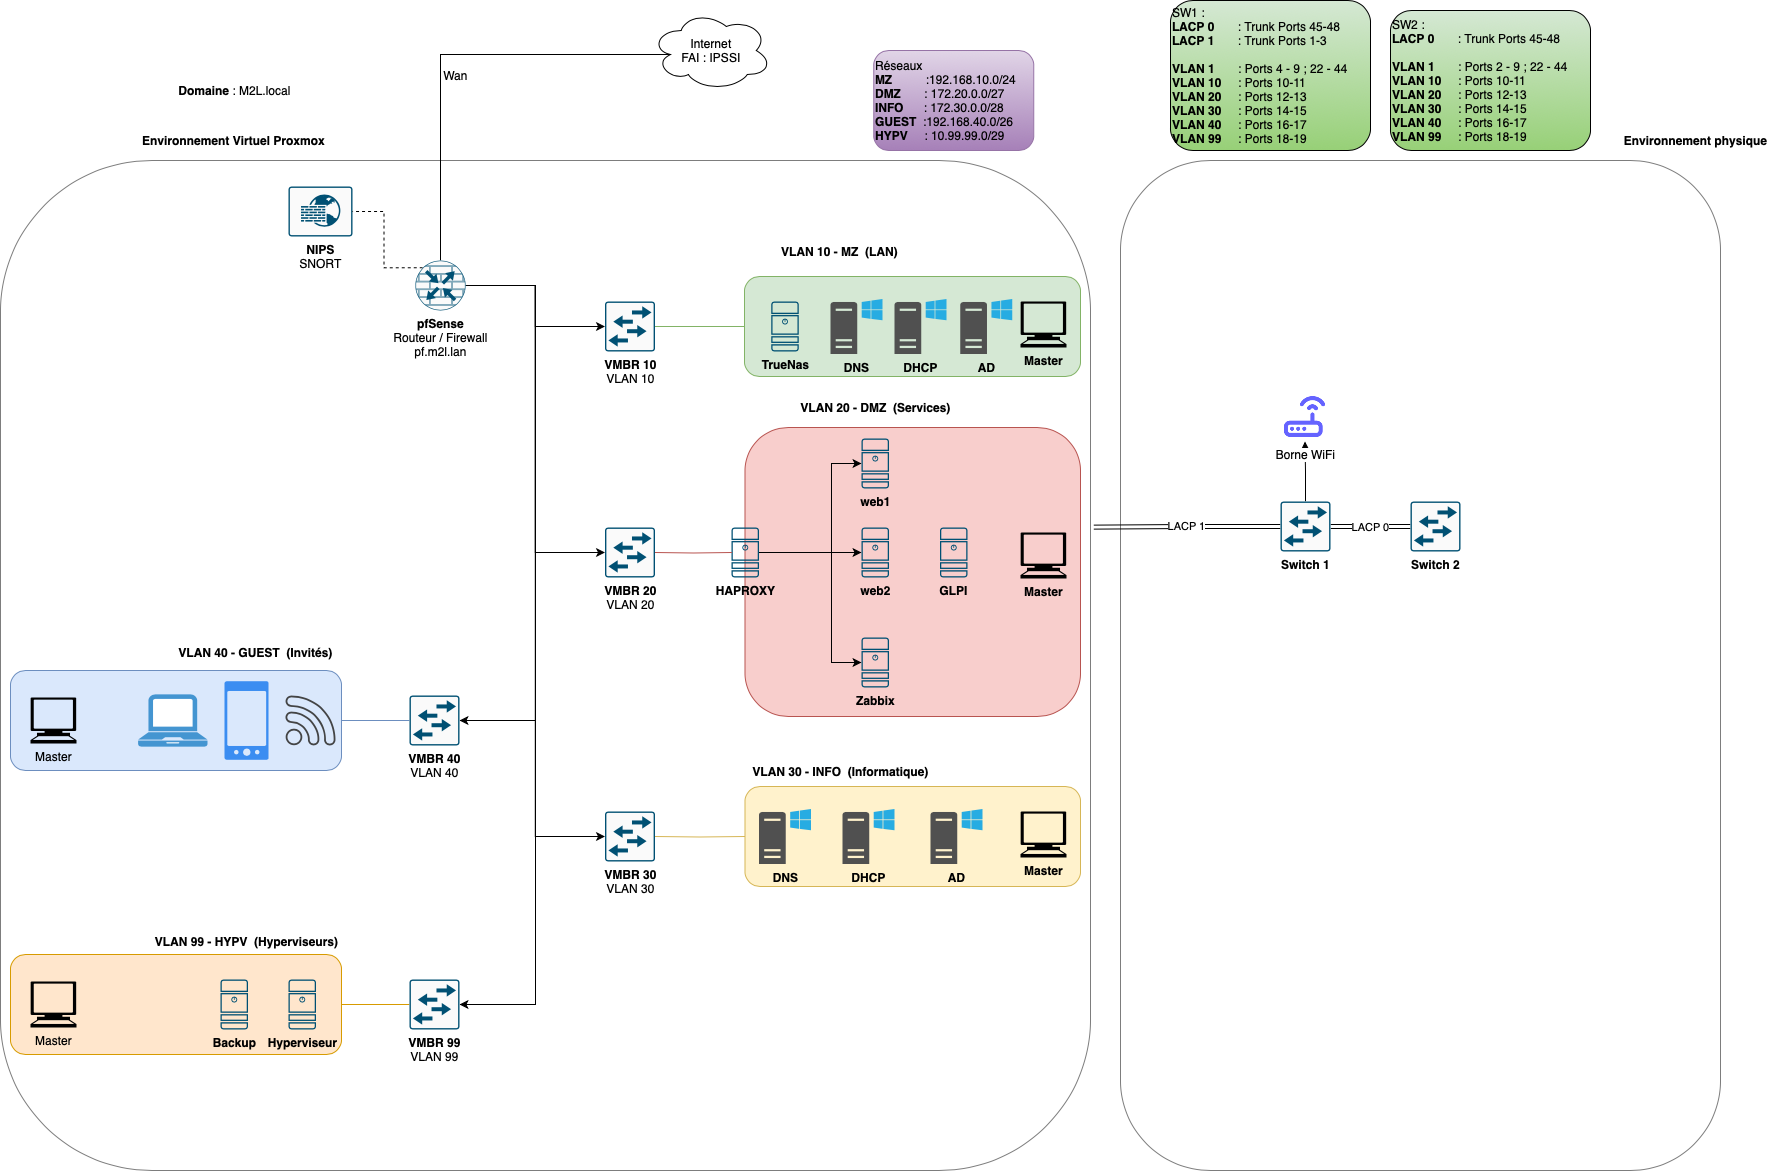 Internet
FAI : IPSSI
Wan
Domaine : M2L.local
Environnement Virtuel Proxmox
Réseaux
MZ :192.168.10.0/24
DMZ : 172.20.0.0/27
INFO : 172.30.0.0/28
GUEST :192.168.40.0/26
HYPV : 10.99.99.0/29
SW1 :
LACP 0 : Trunk Ports 45-48
LACP 1 : Trunk Ports 1-3
VLAN 1 : Ports 4 - 9 ; 22 - 44
VLAN 10 : Ports 10-11
VLAN 20 : Ports 12-13
VLAN 30 : Ports 14-15
VLAN 40 : Ports 16-17
VLAN 99 : Ports 18-19
SW2 :
LACP 0 : Trunk Ports 45-48
VLAN 1 : Ports 2 - 9 ; 22 - 44
VLAN 10 : Ports 10-11
VLAN 20 : Ports 12-13
VLAN 30 : Ports 14-15
VLAN 40 : Ports 16-17
VLAN 99 : Ports 18-19
Environnement physique
NIPS
SNORT
pfSense
Routeur / Firewall
pf.m2l.lan
VMBR 10
VLAN 10
VLAN 10 - MZ (LAN)
TrueNas
DNS
DHCP
AD
Master
VLAN 20 - DMZ (Services)
web1
VMBR 20
VLAN 20
HAPROXY
web2
GLPI
Master
Zabbix
VLAN 40 - GUEST (Invités)
Master
VMBR 40
VLAN 40
VLAN 30 - INFO (Informatique)
VMBR 30
VLAN 30
DNS
DHCP
AD
Master
VLAN 99 - HYPV (Hyperviseurs)
Master
Backup
Hyperviseur
VMBR 99
VLAN 99
Borne WiFi
LACP 1
LACP 0
Switch 1
Switch 2